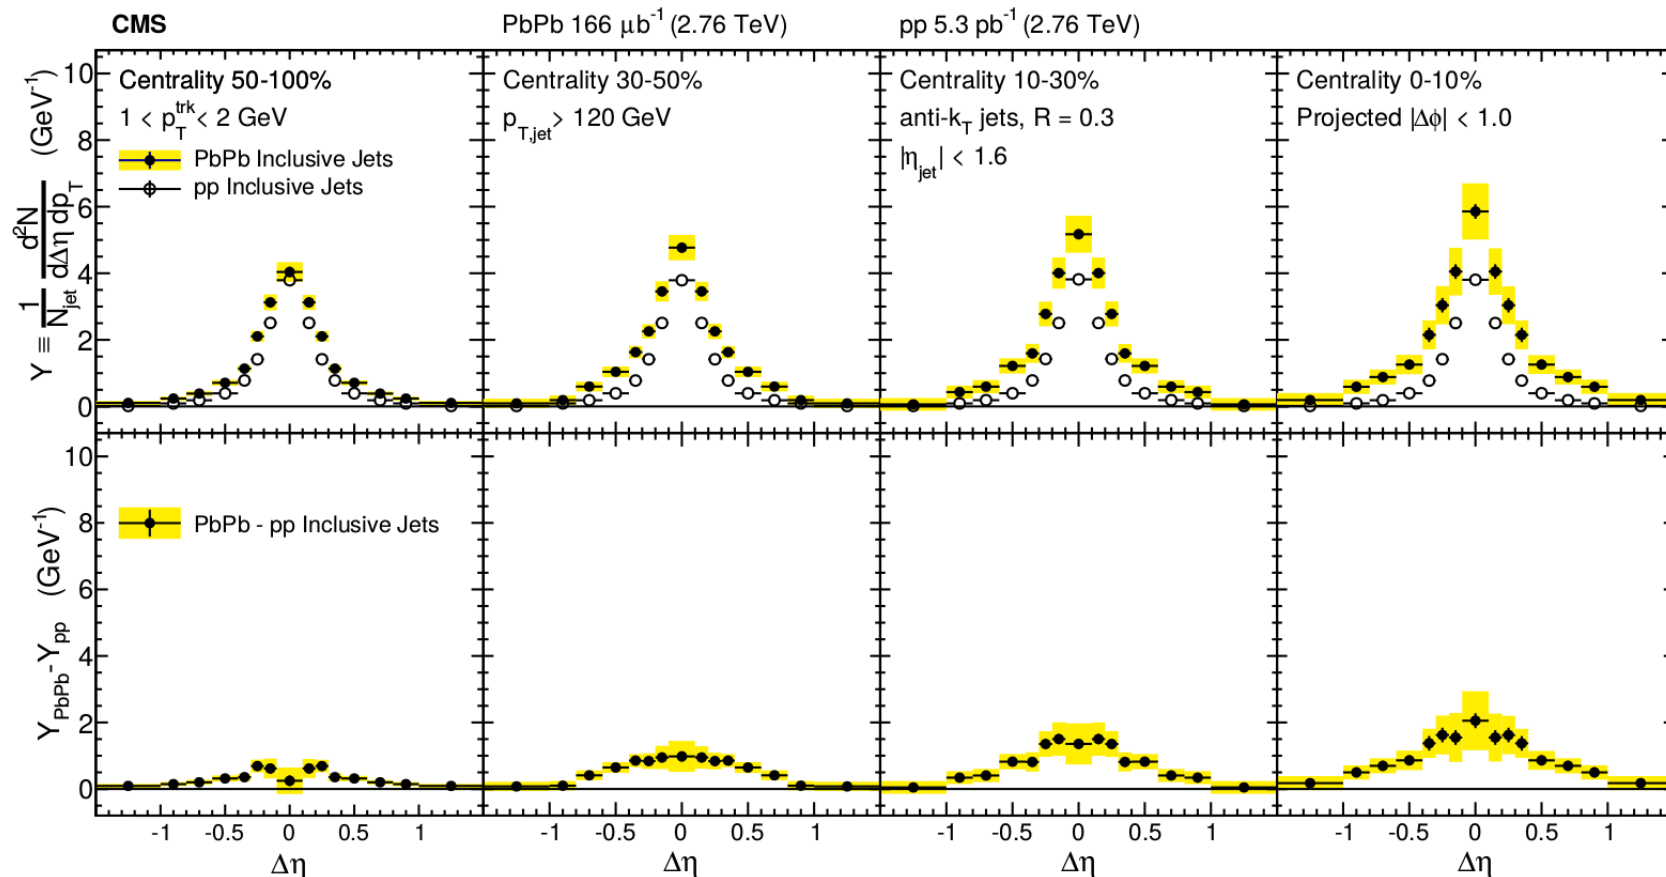 CMS
PbPb 166 μb⁻¹ (2.76 TeV)
pp 5.3 pb⁻¹ (2.76 TeV)
Y ≡ 1/N_jet d²N/dΔη dp_T (GeV⁻¹)
10
8
6
4
2
0
Centrality 50-100%
1 < p_T^trk < 2 GeV
PbPb Inclusive Jets
pp Inclusive Jets
Centrality 30-50%
p_T,jet > 120 GeV
Centrality 10-30%
anti-k_T jets, R = 0.3
|η_jet| < 1.6
Centrality 0-10%
Projected |Δϕ| < 1.0
Y_PbPb - Y_pp (GeV⁻¹)
10
8
6
4
2
0
PbPb - pp Inclusive Jets
-1 -0.5 0 0.5 1
-1 -0.5 0 0.5 1
-1 -0.5 0 0.5 1
-1 -0.5 0 0.5 1
Δη
Δη
Δη
Δη